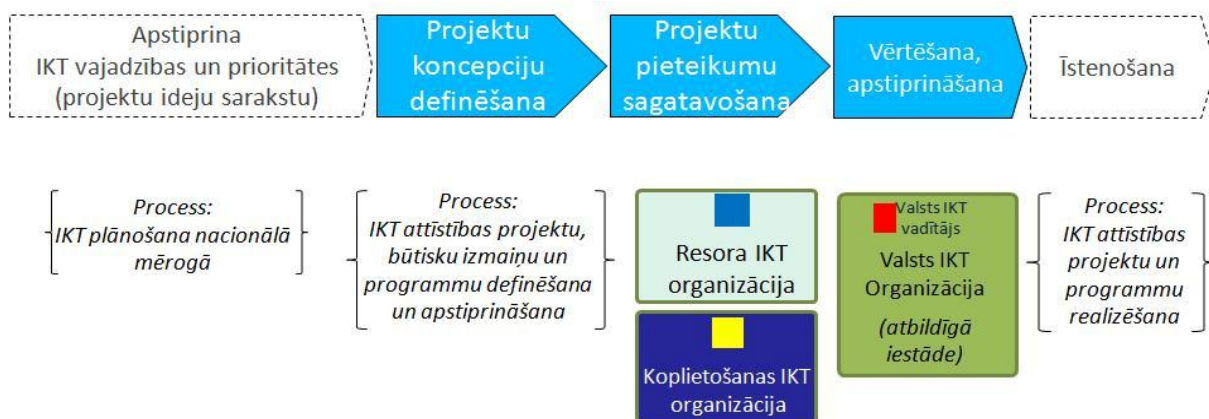 Apstiprina
IKT vajadzības un prioritātes
(projektu ideju sarakstu)
Projektu
koncepciju
definēšana
Projektu
pieteikumu
sagatavošana
Vērtēšana,
apstiprināšana
Īstenošana
Process:
IKT plānošana nacionālā
mērogā
Process:
IKT attīstības projektu,
būtisku izmaiņu un
programmu definēšana
un apstiprināšana
Resora IKT
organizācija
Koplietošanas IKT
organizācija
Valsts IKT
vadītājs
Valsts IKT
Organizācija
(atbildīgā
iestāde)
Process:
IKT attīstības
projektu un
programmu
realizēšana